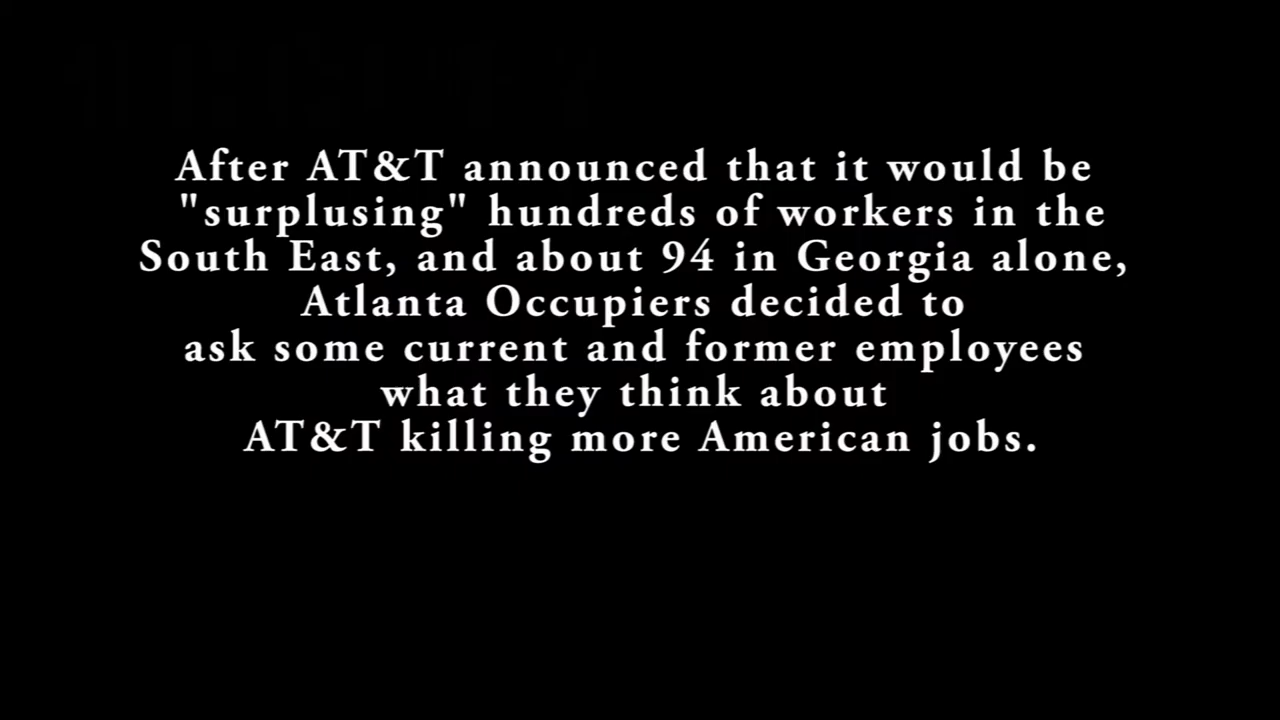 After AT&T announced that it would be
"surplusing" hundreds of workers in the
South East, and about 94 in Georgia alone,
Atlanta Occupiers decided to
ask some current and former employees
what they think about
AT&T killing more American jobs.